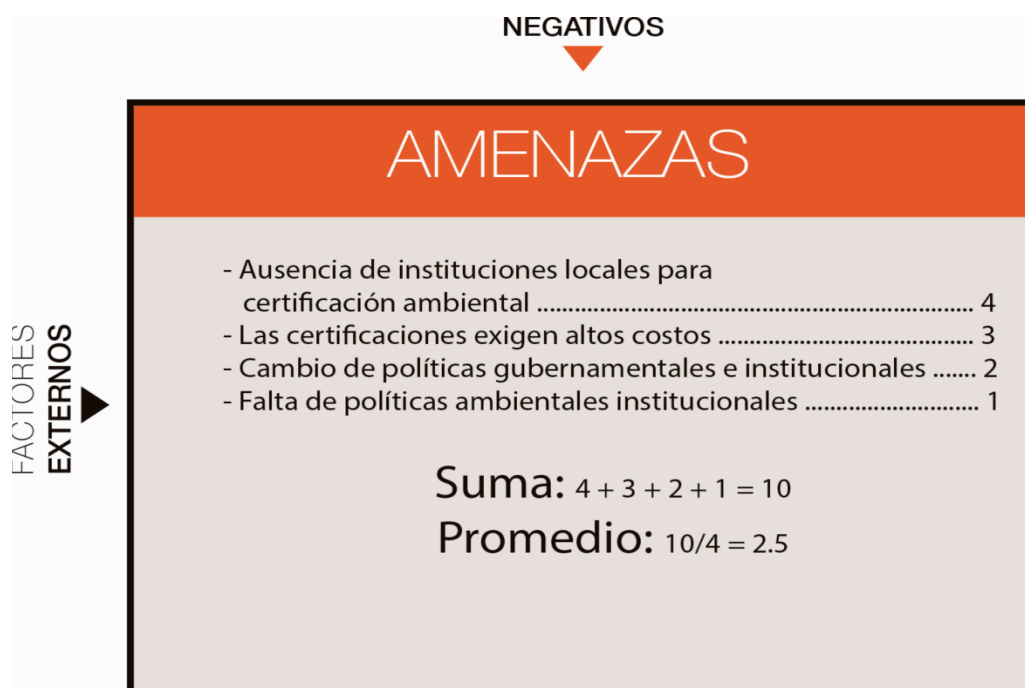 NEGATIVOS
AMENAZAS
FACTORES
EXTERNOS
- Ausencia de instituciones locales para
certificación ambiental ................................................................. 4
- Las certificaciones exigen altos costos ...................................... 3
- Cambio de políticas gubernamentales e institucionales ....... 2
- Falta de políticas ambientales institucionales ............................ 1
Suma: 4 + 3 + 2 + 1 = 10
Promedio: 10/4 = 2.5